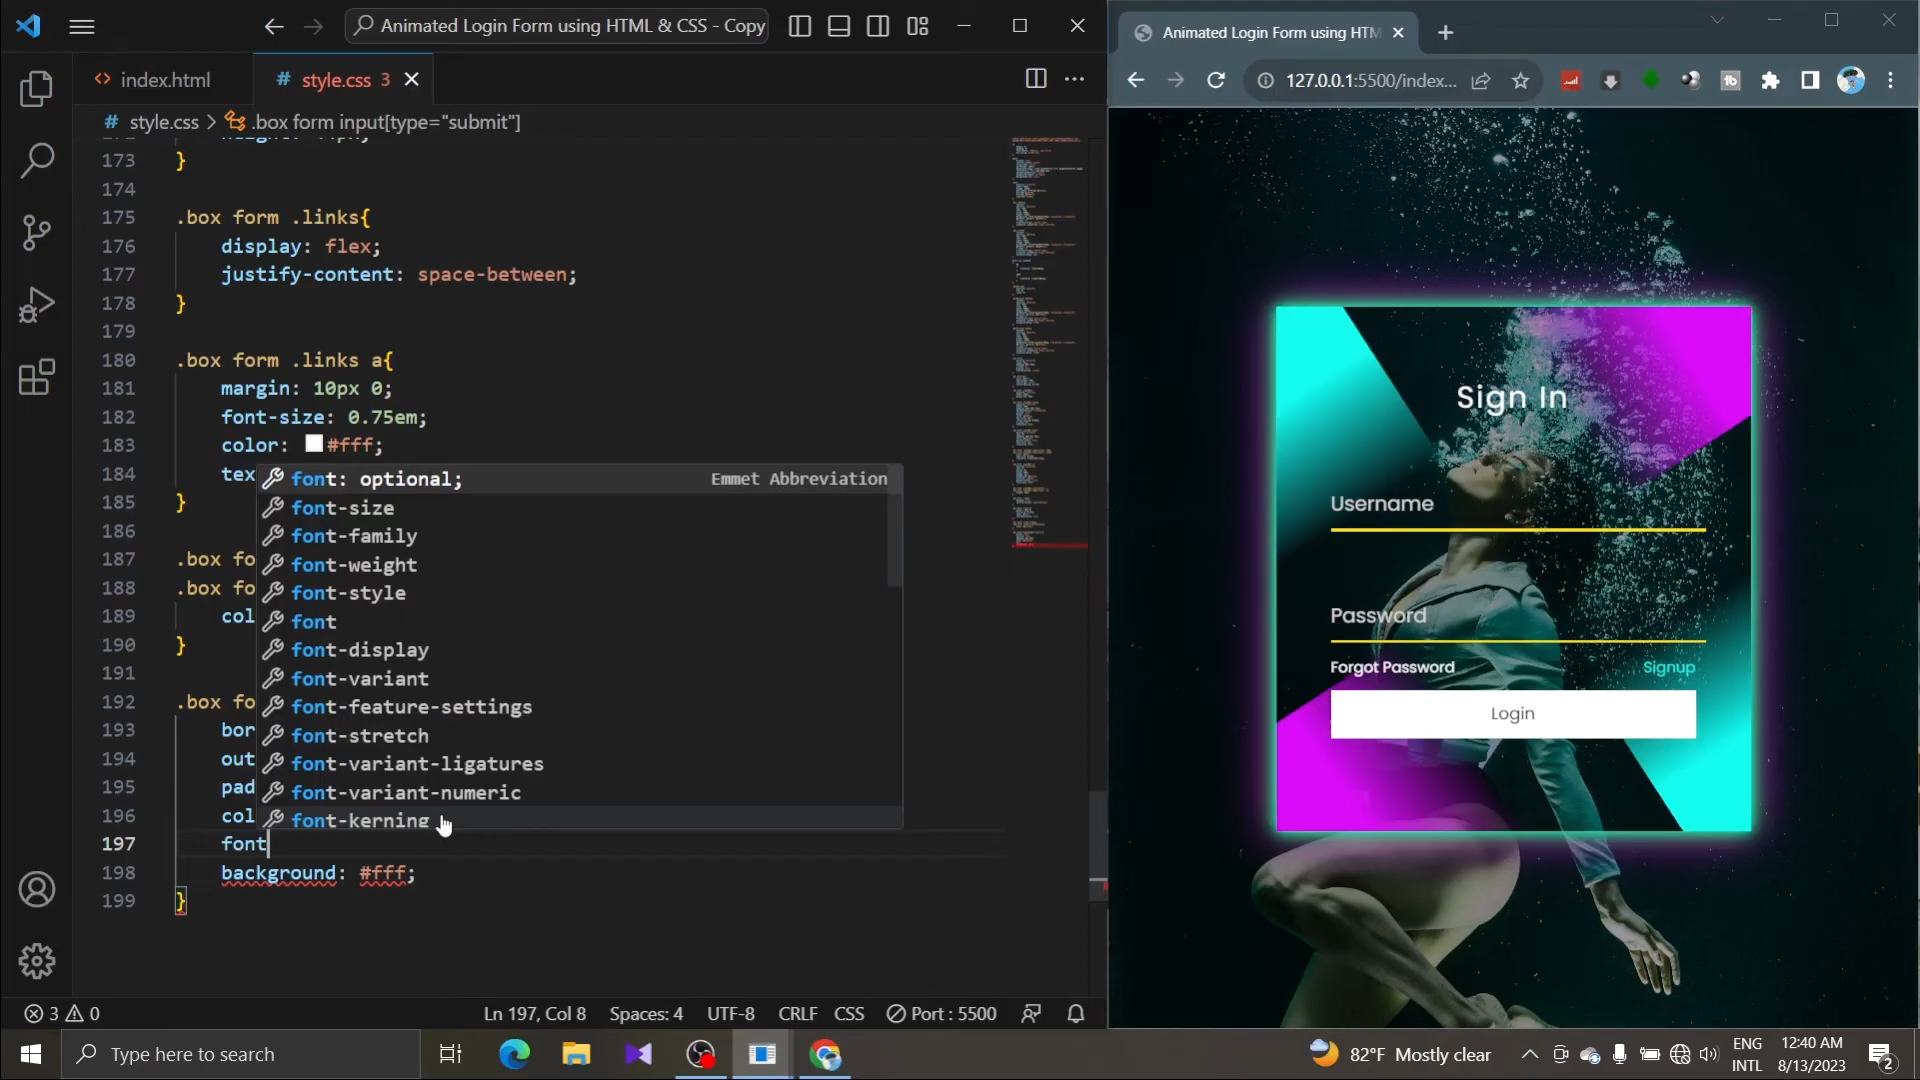 Animated Login Form using HTML & CSS - Copy
index.html
# style.css 3
# style.css > .box form input[type="submit"]
173 }
174
175 .box form .links{
176 display: flex;
177 justify-content: space-between;
178 }
179
180 .box form .links a{
181 margin: 10px 0;
182 font-size: 0.75em;
183 color: #fff;
184 tex
185 }
186
187 .box fo
188 .box fo
189 col
190 }
191
192 .box fo
193 bor
194 out
195 pad
196 col
197 font
198 background: #fff;
199 }
font: optional; Emmet Abbreviation
font-size
font-family
font-weight
font-style
font
font-display
font-variant
font-feature-settings
font-stretch
font-variant-ligatures
font-variant-numeric
font-kerning
3 0
Ln 197, Col 8 Spaces: 4 UTF-8 CRLF CSS Port : 5500
Animated Login Form using HTM
127.0.0.1:5500/index...
Sign In
Username
Password
Forgot Password Signup
Login
Type here to search
82°F Mostly clear
ENG
INTL
12:40 AM
8/13/2023
2